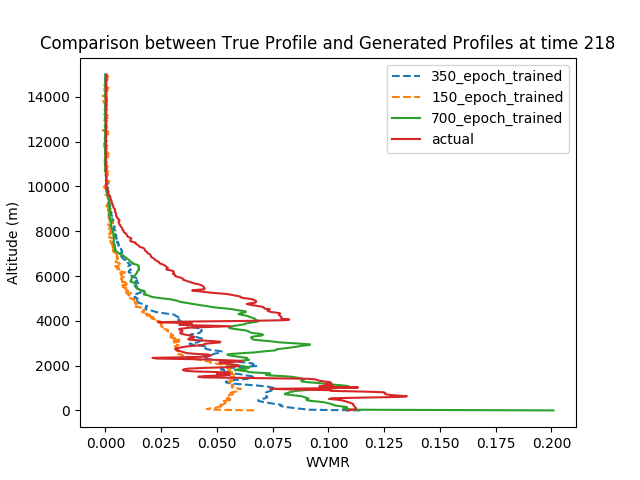 Comparison between True Profile and Generated Profiles at time 218
350_epoch_trained
150_epoch_trained
700_epoch_trained
actual
Altitude (m)
14000
12000
10000
8000
6000
4000
2000
0
0.000 0.025 0.050 0.075 0.100 0.125 0.150 0.175 0.200
WVMR